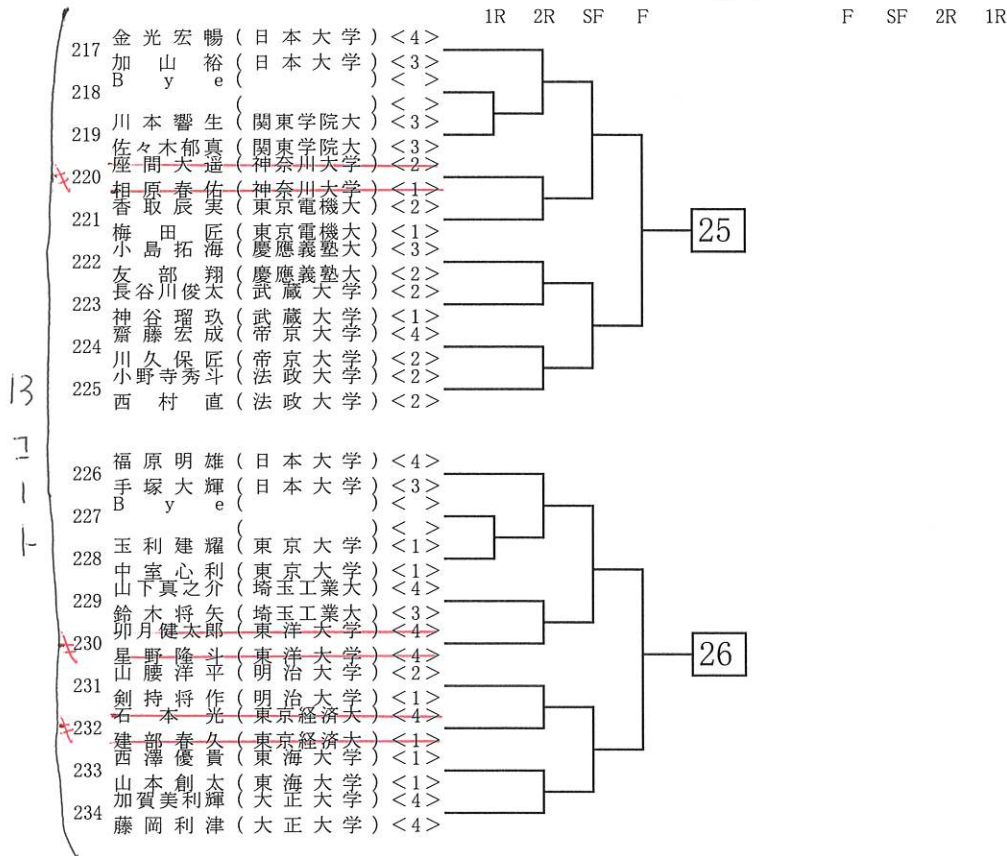 1R 2R SF F F SF 2R 1R
217 金光宏暢 (日本大学) <4>
加山裕 (日本大学) <3>
218 Bye ( ) < >
( ) < >
219 川本響生 (関東学院大) <3>
佐々木郁真 (関東学院大) <3>
220 座間大遥 (神奈川大学) <2>
相原春佑 (神奈川大学) <1>
221 香取辰実 (東京電機大) <2>
梅田匠 (東京電機大) <1>
222 小島拓海 (慶應義塾大) <3>
友部翔 (慶應義塾大) <2>
223 長谷川俊太 (武蔵大学) <2>
神谷瑠玖 (武蔵大学) <1>
224 齋藤宏成 (帝京大学) <4>
川久保匠 (帝京大学) <2>
225 小野寺秀斗 (法政大学) <2>
西村直 (法政大学) <2>
25
13コート
226 福原明雄 (日本大学) <4>
手塚大輝 (日本大学) <3>
227 Bye ( ) < >
( ) < >
228 玉利建耀 (東京大学) <1>
中室心利 (東京大学) <1>
229 山下真之介 (埼玉工業大) <4>
鈴木将矢 (埼玉工業大) <3>
230 卯月健太郎 (東洋大学) <4>
星野隆斗 (東洋大学) <4>
231 山腰洋平 (明治大学) <2>
剣持将作 (明治大学) <1>
232 石本光 (東京経済大) <4>
建部春久 (東京経済大) <1>
233 西澤優貴 (東海大学) <1>
山本創太 (東海大学) <1>
234 加賀美利輝 (大正大学) <4>
藤岡利津 (大正大学) <4>
26